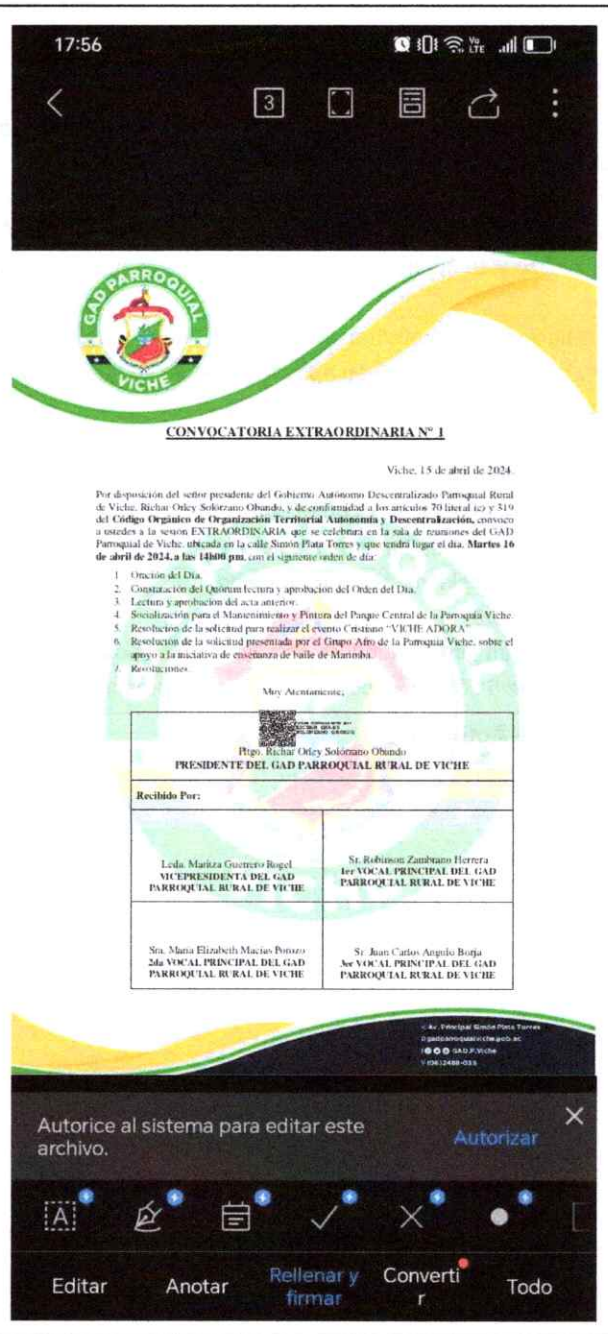 17:56
Vo LTE
3
GAD PARROQUIAL
VICHE
CONVOCATORIA EXTRAORDINARIA N° 1
Viche, 15 de abril de 2024.
Por disposición del señor presidente del Gobierno Autónomo Descentralizado Parroquial Rural
de Viche, Richar Orley Solórzano Obando, y de conformidad a los artículos 70 literal (c) y 319
del Código Orgánico de Organización Territorial Autonomía y Descentralización, convoco
a ustedes a la sesión EXTRAORDINARIA que se celebrara en la sala de reuniones del GAD
Parroquial de Viche, ubicada en la calle Simón Plata Torres y que tendrá lugar el día, Martes 16
de abril de 2024, a las 14h00 pm, con el siguiente orden de día:
1. Oración del Día.
2. Constatación del Quórum lectura y aprobación del Orden del Día.
3. Lectura y aprobación del acta anterior.
4. Socialización para el Mantenimiento y Pintura del Parque Central de la Parroquia Viche.
5. Resolución de la solicitud para realizar el evento Cristiano "VICHE ADORA"
6. Resolución de la solicitud presentada por el Grupo Afro de la Parroquia Viche, sobre el
apoyo a la iniciativa de enseñanza de baile de Marimba.
7. Resoluciones.
Muy Atentamente,
Richar Orley Solórzano Obando
PRESIDENTE DEL GAD PARROQUIAL RURAL DE VICHE
Recibido Por:
Lcda. Maritza Guerrero Rogel
VICEPRESIDENTA DEL GAD
PARROQUIAL RURAL DE VICHE
Sr. Robinson Zambrano Herrera
1er VOCAL PRINCIPAL DEL GAD
PARROQUIAL RURAL DE VICHE
Sra. Maria Elizabeth Macias Porozo
2da VOCAL PRINCIPAL DEL GAD
PARROQUIAL RURAL DE VICHE
Sr. Juan Carlos Angulo Borja
3er VOCAL PRINCIPAL DEL GAD
PARROQUIAL RURAL DE VICHE
Av. Principal Simón Plata Torres
gadparroquialviche.gob.ec
GAD.P.Viche
Autorice al sistema para editar este
archivo.
Autorizar
Editar
Anotar
Rellenar y
firmar
Converti
r
Todo